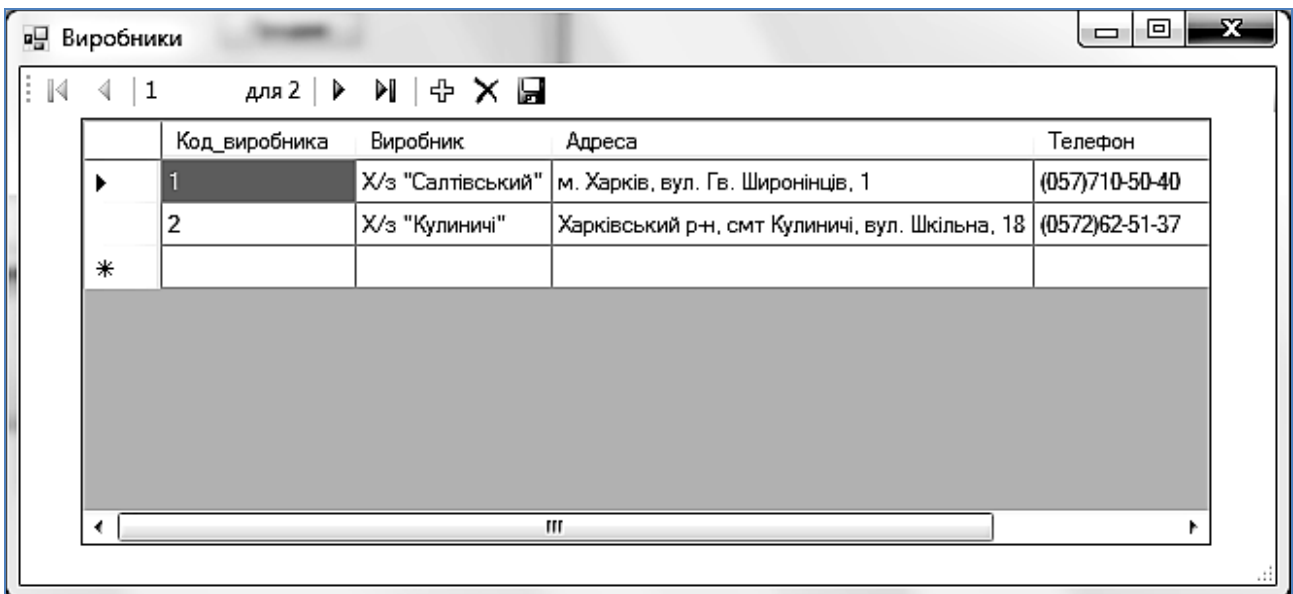 Виробники
1 для 2
Код_виробника Виробник Адреса Телефон
1 Х/з "Салтівський" м. Харків, вул. Гв. Широнінців, 1 (057)710-50-40
2 Х/з "Кулиничі" Харківський р-н, смт Кулиничі, вул. Шкільна, 18 (0572)62-51-37